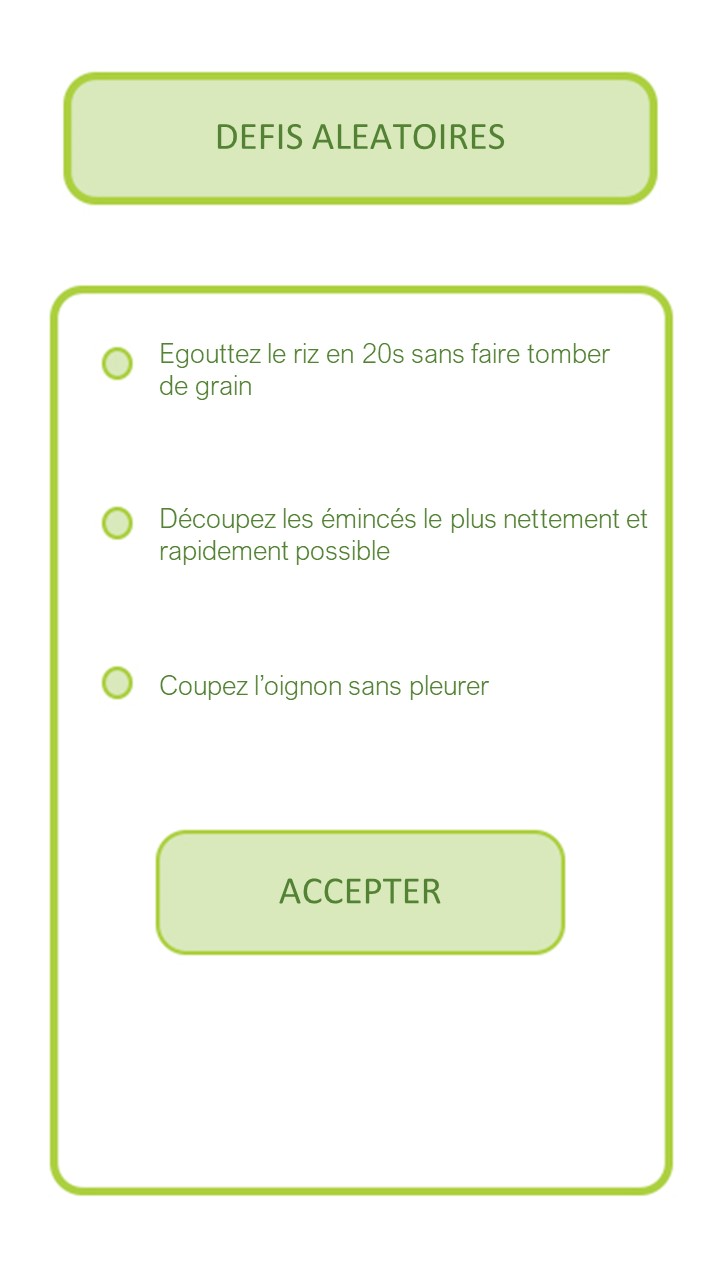 DEFIS ALEATOIRES
Egouttez le riz en 20s sans faire tomber
de grain
Découpez les émincés le plus nettement et
rapidement possible
Coupez l’oignon sans pleurer
ACCEPTER